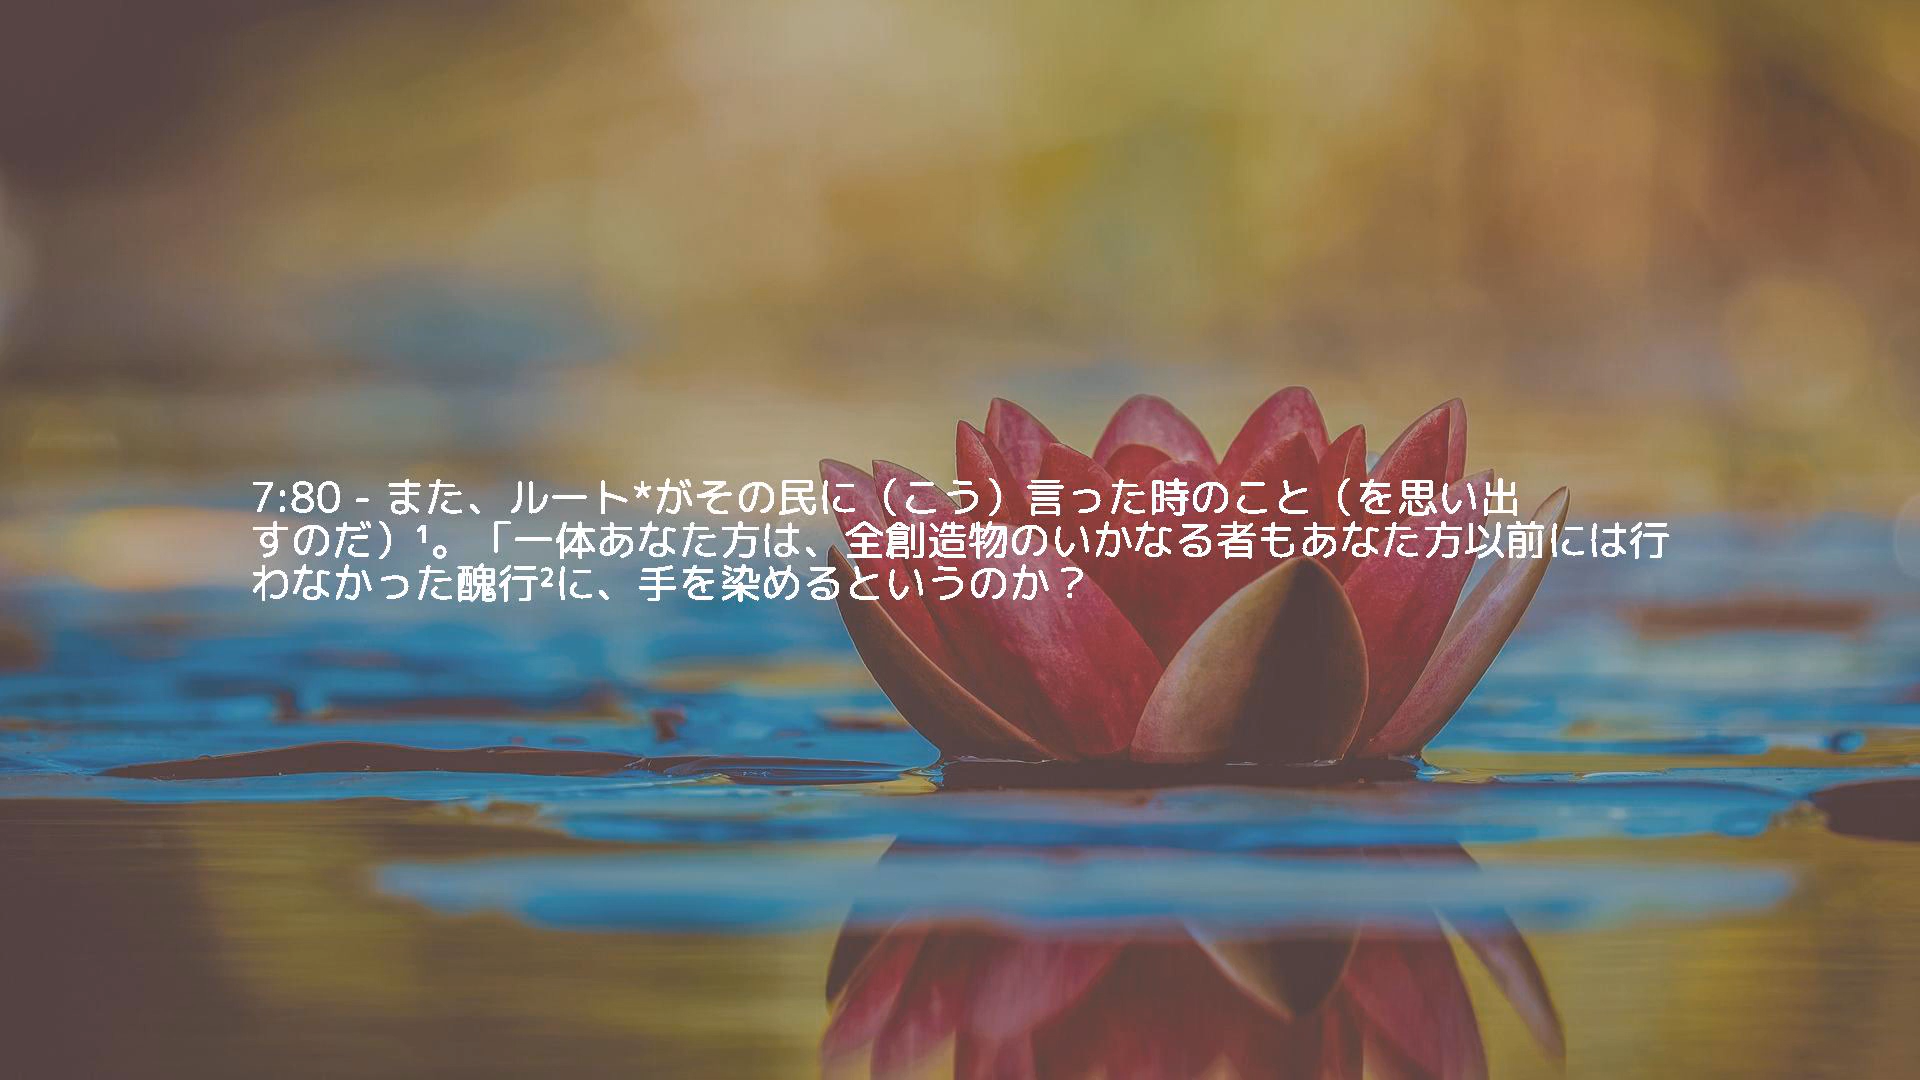 7:80 - また、ルート*がその民に（こう）言った時のこと（を思い出
すのだ）¹。「一体あなた方は、全創造物のいかなる者もあなた方以前には行
わなかった醜行²に、手を染めるというのか？